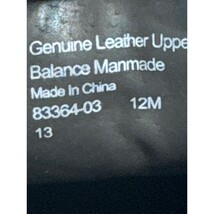 Genuine Leather Uppe
Balance Manmade
Made In China
83364-03 12M
13